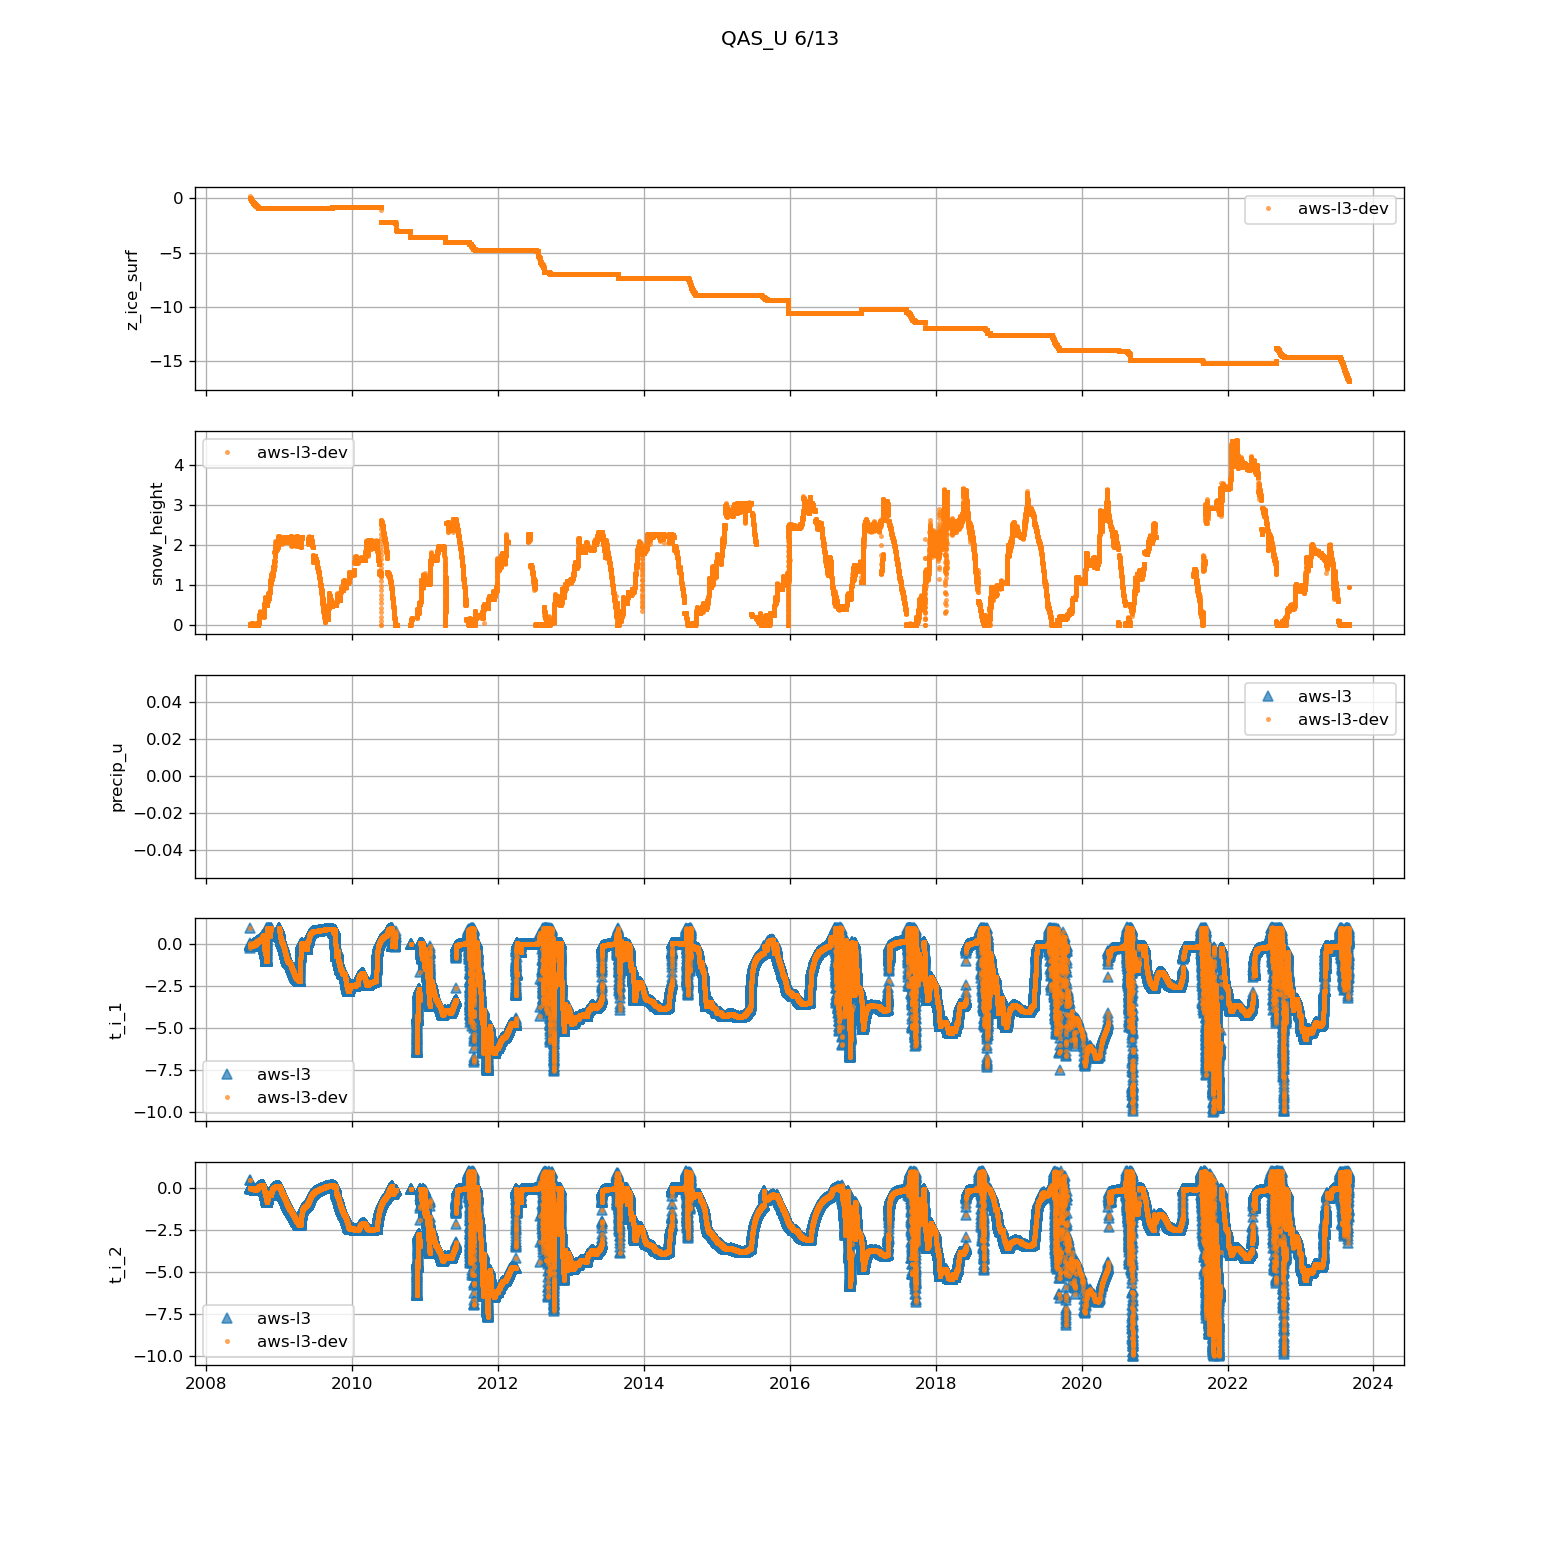 QAS_U 6/13
0
−5
−10
−15
z_ice_surf
aws-l3-dev
4
3
2
1
0
snow_height
aws-l3-dev
0.04
0.02
0.00
−0.02
−0.04
precip_u
aws-l3
aws-l3-dev
0.0
−2.5
−5.0
−7.5
−10.0
t_i_1
aws-l3
aws-l3-dev
0.0
−2.5
−5.0
−7.5
−10.0
t_i_2
aws-l3
aws-l3-dev
2008 2010 2012 2014 2016 2018 2020 2022 2024